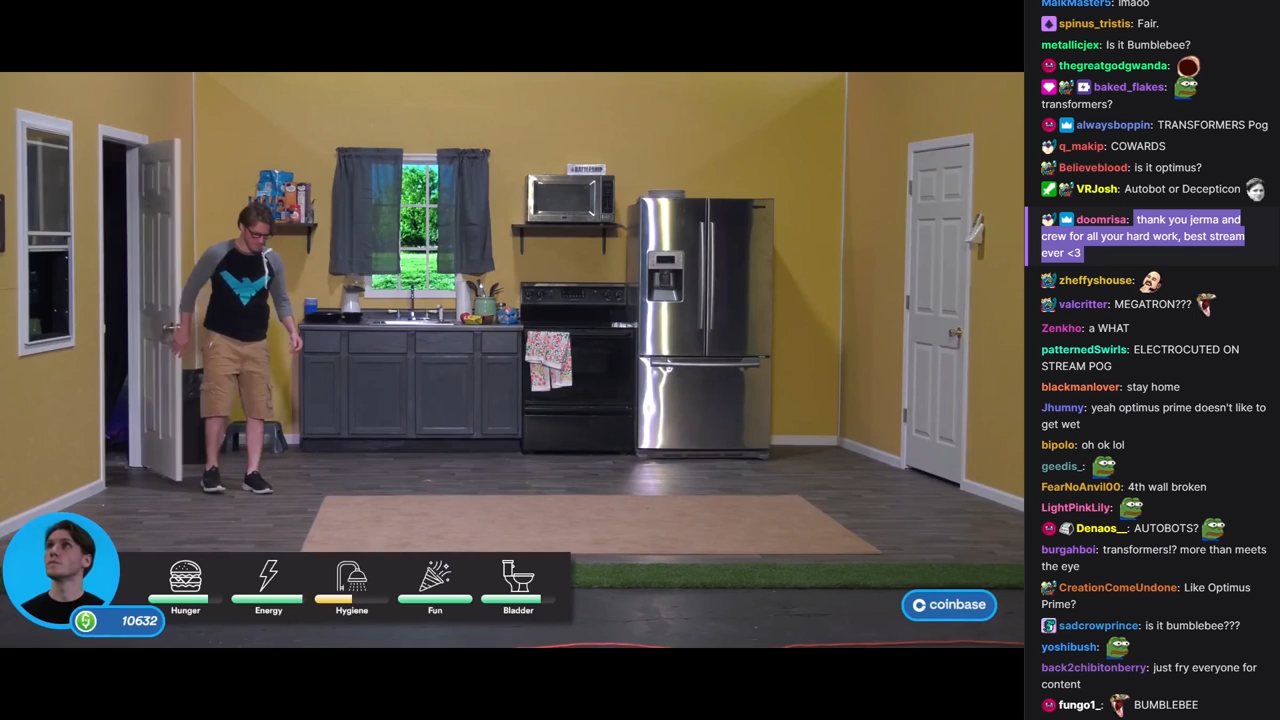 MalkMaster5: lmaoo
spinus_tristis: Fair.
metallicjex: Is it Bumblebee?
thegreatgodgwanda:
baked_flakes:
transformers?
alwaysboppin: TRANSFORMERS Pog
q_makip: COWARDS
Believeblood: is it optimus?
VRJosh: Autobot or Decepticon
doomrisa: thank you jerma and
crew for all your hard work, best stream
ever <3
zheffyshouse:
valcritter: MEGATRON???
Zenkho: a WHAT
patternedSwirls: ELECTROCUTED ON
STREAM POG
blackmanlover: stay home
Jhumny: yeah optimus prime doesn't like to
get wet
bipolo: oh ok lol
geedis_:
FearNoAnvil00: 4th wall broken
LightPinkLily:
Denaos__: AUTOBOTS?
burgahboi: transformers!? more than meets
the eye
CreationComeUndone: Like Optimus
Prime?
sadcrowprince: is it bumblebee???
yoshibush:
back2chibitonberry: just fry everyone for
content
fungo1_: BUMBLEBEE
BATTLESHIP
Hunger
Energy
Hygiene
Fun
Bladder
10632
coinbase